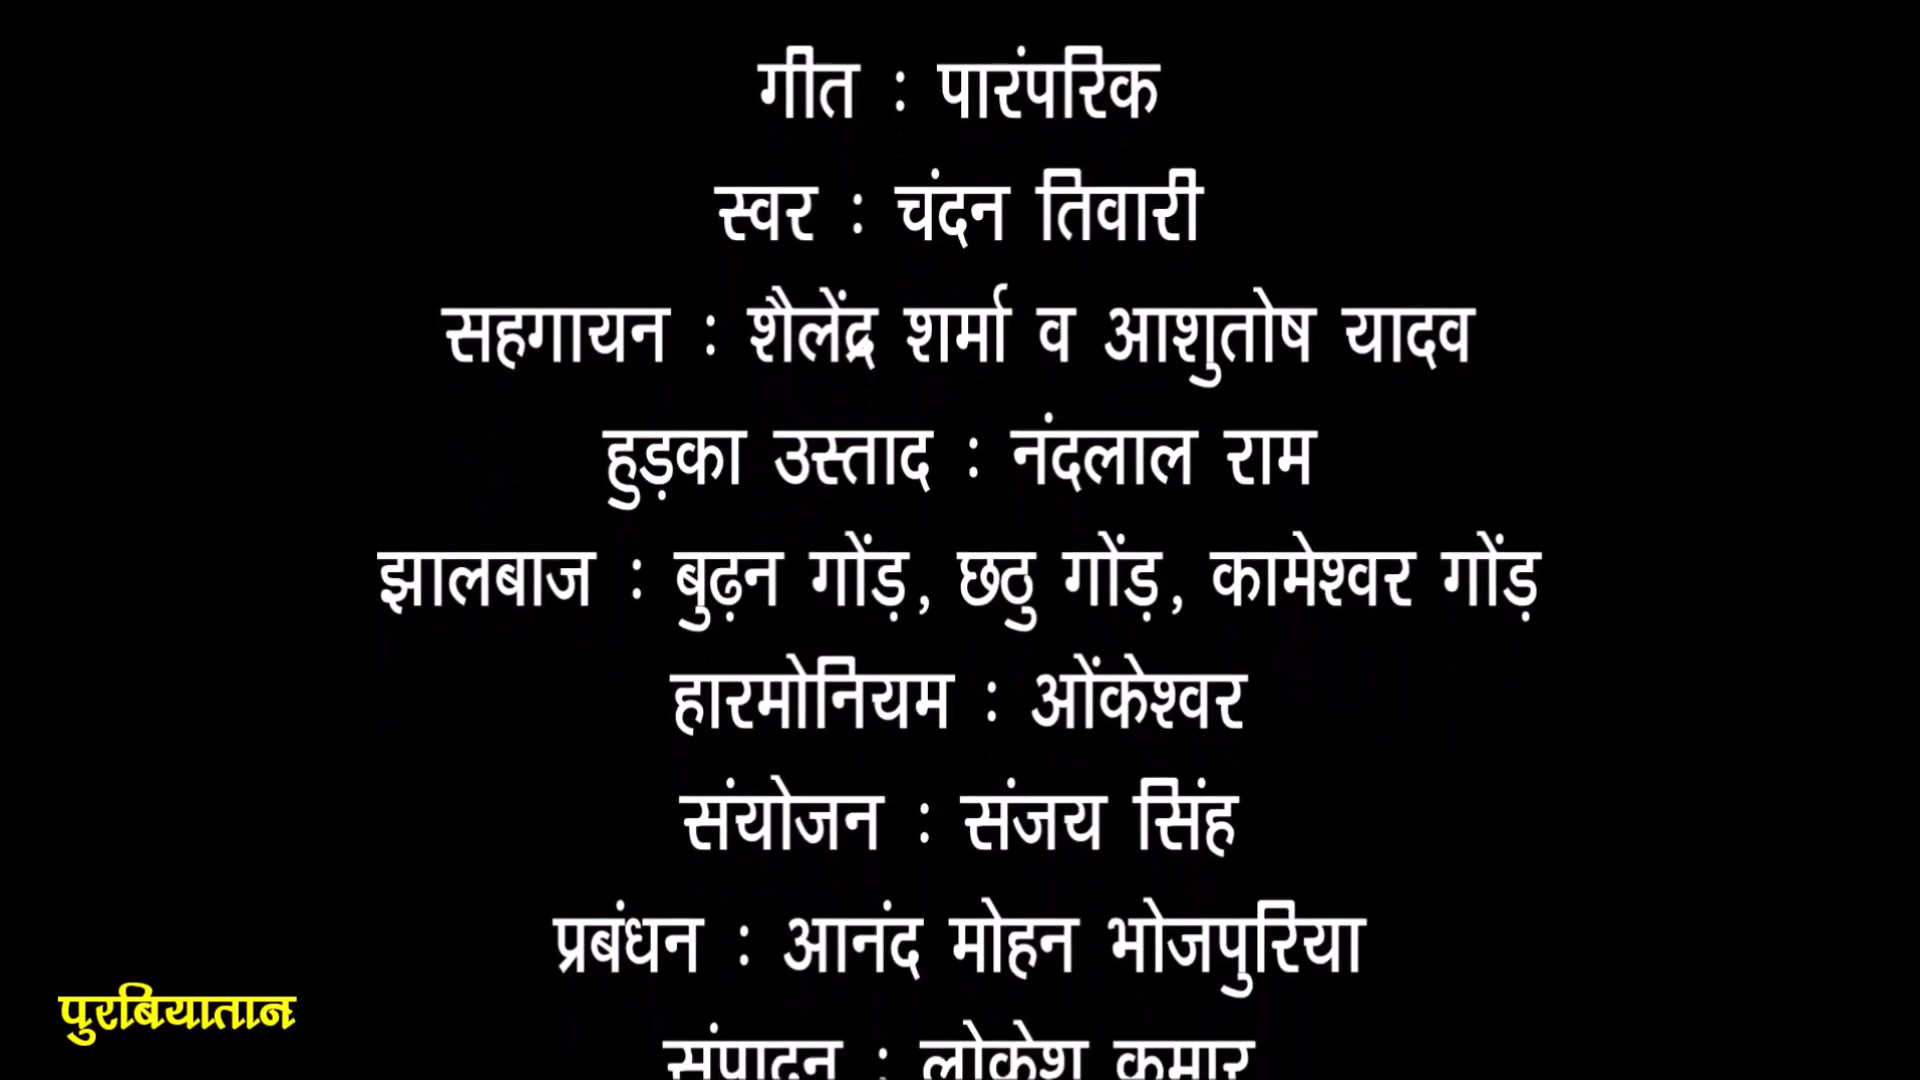 गीत : पारंपरिक
स्वर : चंदन तिवारी
सहगायन : शैलेंद्र शर्मा व आशुतोष यादव
हुड़का उस्ताद : नंदलाल राम
झालबाज : बुढ़न गोंड़, छठु गोंड़, कामेश्वर गोंड़
हारमोनियम : ओंकेश्वर
संयोजन : संजय सिंह
प्रबंधन : आनंद मोहन भोजपुरिया
पुरबियातान
संपादन : लोकेश कुमार